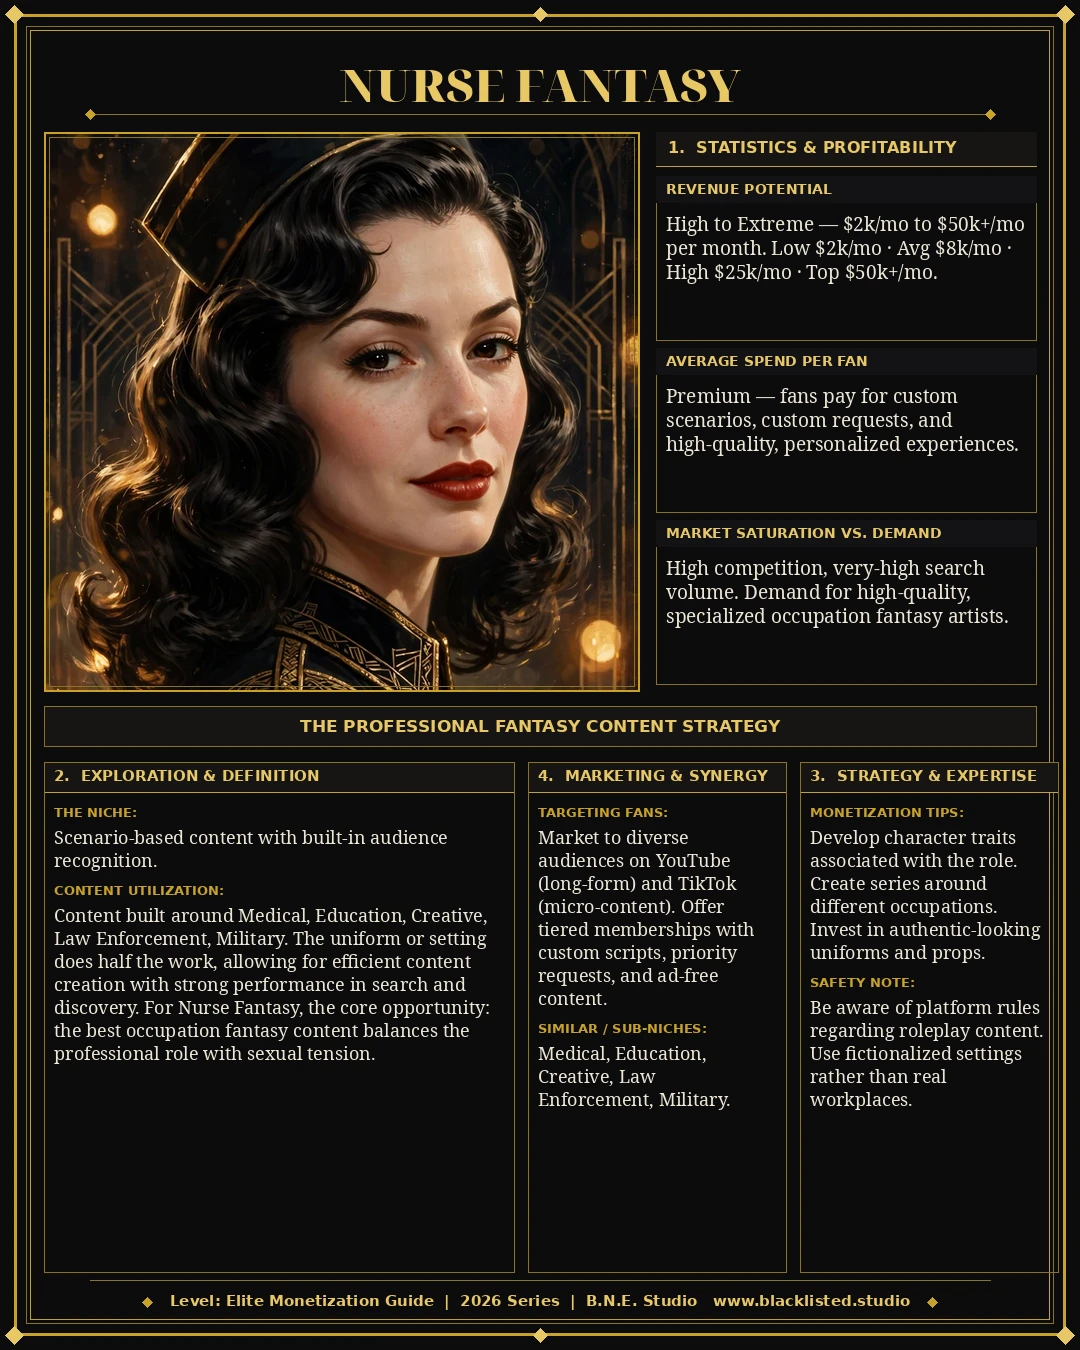 NURSE FANTASY
1. STATISTICS & PROFITABILITY
REVENUE POTENTIAL
High to Extreme — $2k/mo to $50k+/mo
per month. Low $2k/mo · Avg $8k/mo ·
High $25k/mo · Top $50k+/mo.
AVERAGE SPEND PER FAN
Premium — fans pay for custom
scenarios, custom requests, and
high-quality, personalized experiences.
MARKET SATURATION VS. DEMAND
High competition, very-high search
volume. Demand for high-quality,
specialized occupation fantasy artists.
THE PROFESSIONAL FANTASY CONTENT STRATEGY
2. EXPLORATION & DEFINITION
THE NICHE:
Scenario-based content with built-in audience
recognition.
CONTENT UTILIZATION:
Content built around Medical, Education, Creative,
Law Enforcement, Military. The uniform or setting
does half the work, allowing for efficient content
creation with strong performance in search and
discovery. For Nurse Fantasy, the core opportunity:
the best occupation fantasy content balances the
professional role with sexual tension.
4. MARKETING & SYNERGY
TARGETING FANS:
Market to diverse
audiences on YouTube
(long-form) and TikTok
(micro-content). Offer
tiered memberships with
custom scripts, priority
requests, and ad-free
content.
SIMILAR / SUB-NICHES:
Medical, Education,
Creative, Law
Enforcement, Military.
3. STRATEGY & EXPERTISE
MONETIZATION TIPS:
Develop character traits
associated with the role.
Create series around
different occupations.
Invest in authentic-looking
uniforms and props.
SAFETY NOTE:
Be aware of platform rules
regarding roleplay content.
Use fictionalized settings
rather than real
workplaces.
Level: Elite Monetization Guide | 2026 Series | B.N.E. Studio www.blacklisted.studio